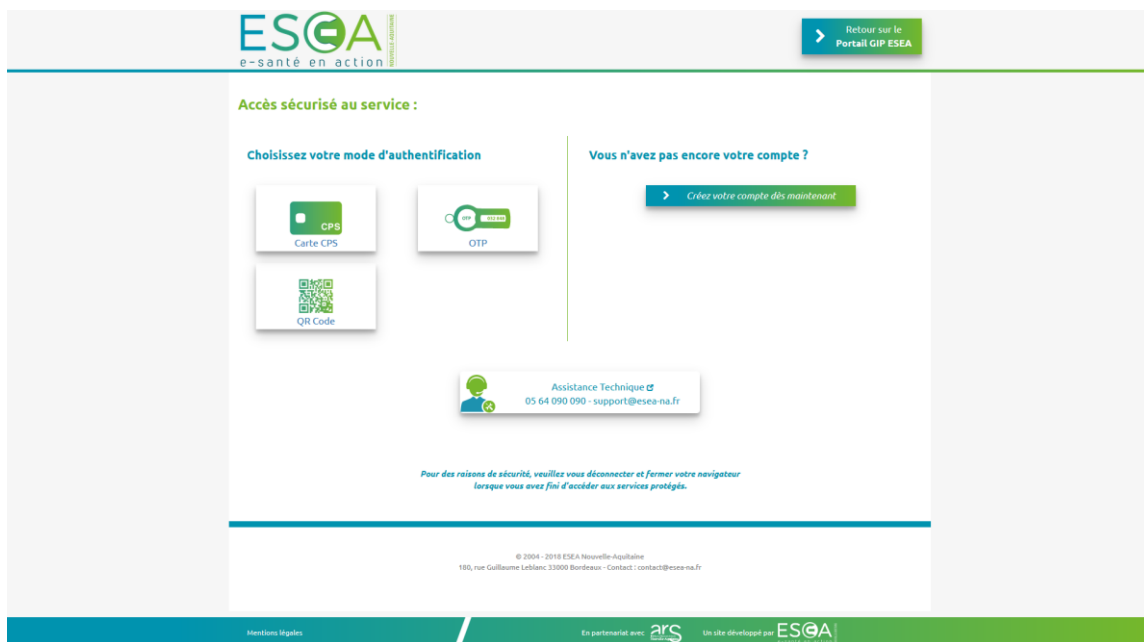 ESEA
e-santé en action
Retour sur le
Portail GIP ESEA
Accès sécurisé au service :
Choisissez votre mode d'authentification
CPS
Carte CPS
OTP
OTP
QR Code
Vous n'avez pas encore votre compte ?
Créez votre compte dès maintenant
Assistance Technique
05 64 090 090 - support@esea-na.fr
Pour des raisons de sécurité, veuillez vous déconnecter et fermer votre navigateur
lorsque vous avez fini d'accéder aux services protégés.
© 2004 - 2018 ESEA Nouvelle-Aquitaine
180, rue Guillaume Leblanc 33000 Bordeaux - Contact : contact@esea-na.fr
Mentions légales
En partenariat avec ars
Un site développé par ESEA